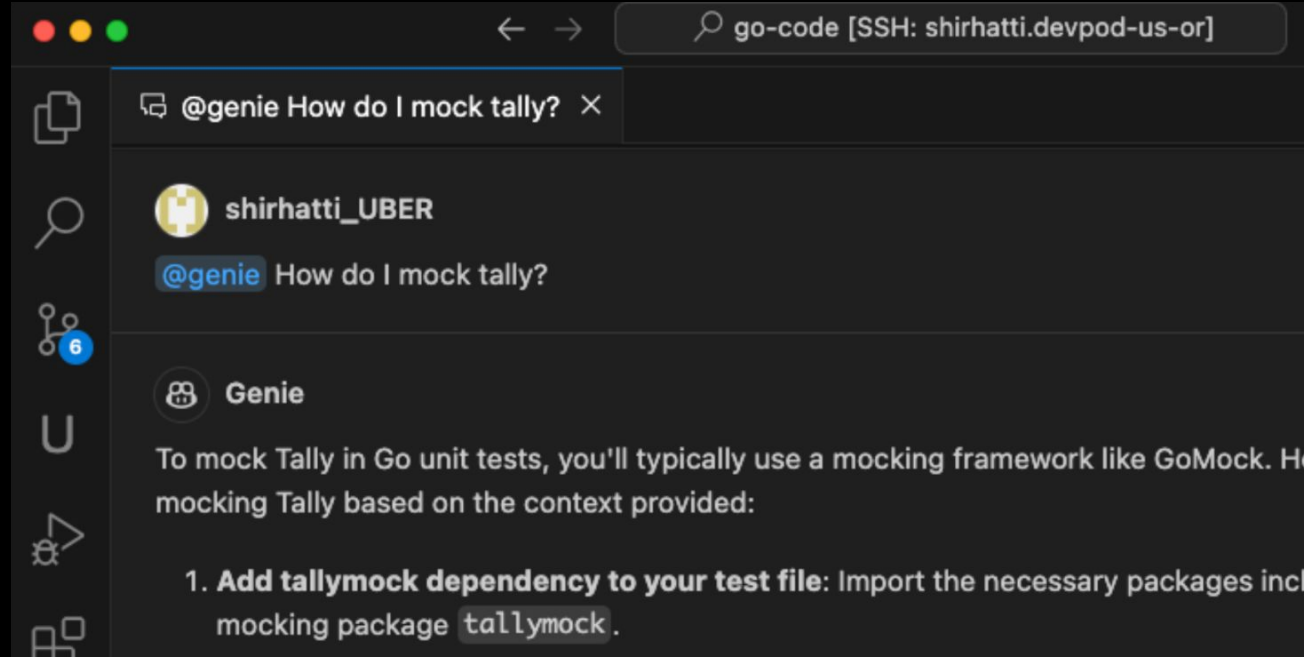 go-code [SSH: shirhatti.devpod-us-or]
@genie How do I mock tally?
shirhatti_UBER
@genie How do I mock tally?
6
Genie
U
To mock Tally in Go unit tests, you'll typically use a mocking framework like GoMock.
mocking Tally based on the context provided:
1. Add tallymock dependency to your test file: Import the necessary packages
mocking package tallymock.